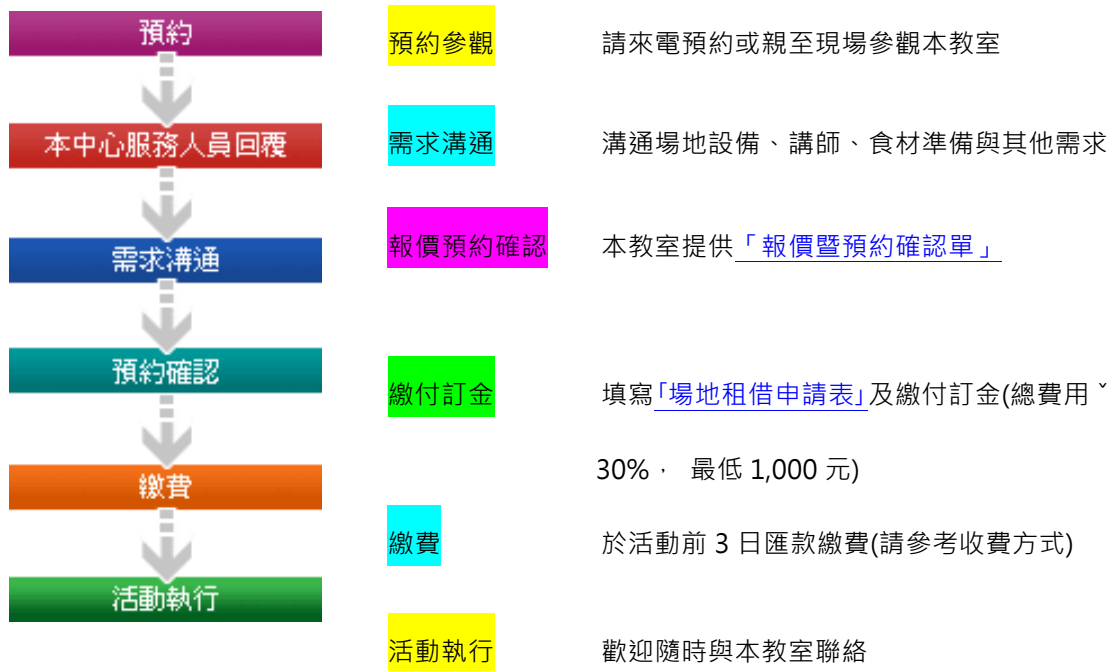 預約
本中心服務人員回覆
需求溝通
預約確認
繳費
活動執行
預約參觀 請來電預約或親至現場參觀本教室
需求溝通 溝通場地設備、講師、食材準備與其他需求
報價預約確認 本教室提供「報價暨預約確認單」
繳付訂金 填寫「場地租借申請表」及繳付訂金(總費用ˇ
30%， 最低 1,000 元)
繳費 於活動前 3 日匯款繳費(請參考收費方式)
活動執行 歡迎隨時與本教室聯絡